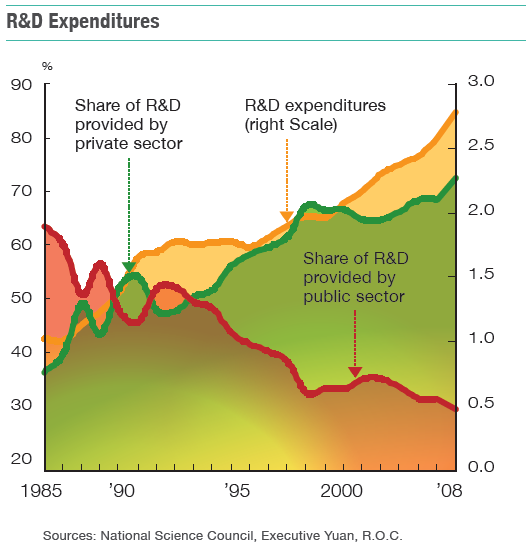 R&D Expenditures
%
90
80
70
60
50
40
30
20
3.0
2.5
2.0
1.5
1.0
0.5
0.0
Share of R&D
provided by
private sector
R&D expenditures
(right Scale)
Share of R&D
provided by
public sector
1985 ’90 ’95 2000 ’08
Sources: National Science Council, Executive Yuan, R.O.C.